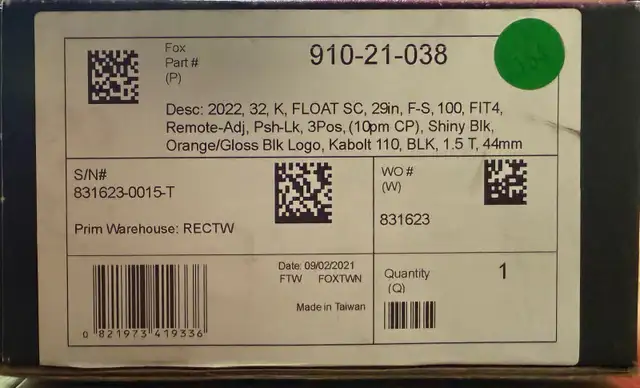 Fox
Part #
(P)
910-21-038
Desc: 2022, 32, K, FLOAT SC, 29in, F-S, 100, FIT4,
Remote-Adj, Psh-Lk, 3Pos, (10pm CP), Shiny Blk,
Orange/Gloss Blk Logo, Kabolt 110, BLK, 1.5 T, 44mm
S/N#
831623-0015-T
Prim Warehouse: RECTW
WO #
(W)
831623
Date: 09/02/2021
FTW FOXTWN
Made in Taiwan
0 821973 419336
Quantity
(Q)
1